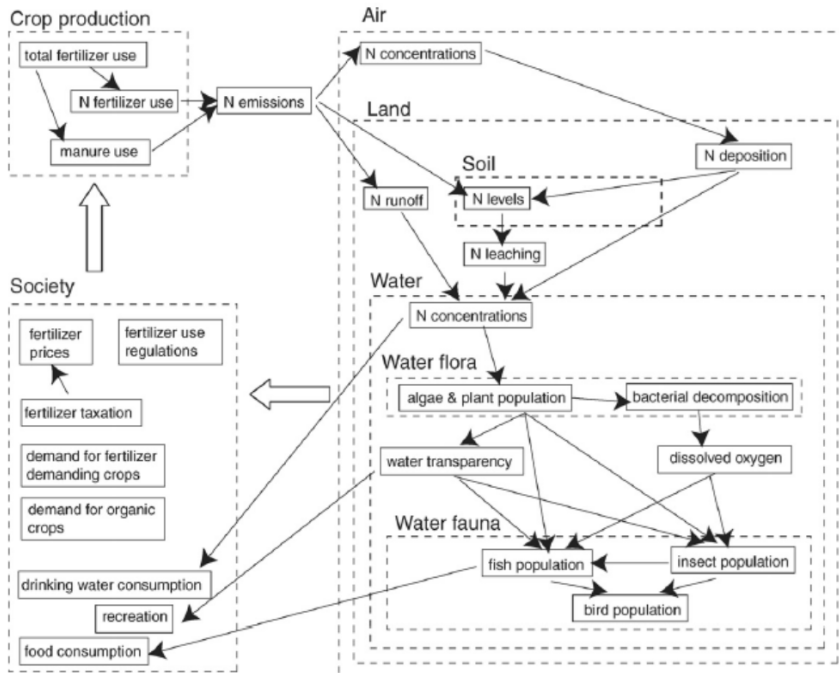 Crop production
total fertilizer use
N fertilizer use
manure use
N emissions
Air
N concentrations
Land
N deposition
Soil
N runoff
N levels
N leaching
Water
N concentrations
Water flora
algae & plant population
bacterial decomposition
water transparency
dissolved oxygen
Water fauna
fish population
insect population
bird population
Society
fertilizer
prices
fertilizer use
regulations
fertilizer taxation
demand for fertilizer
demanding crops
demand for organic
crops
drinking water consumption
recreation
food consumption